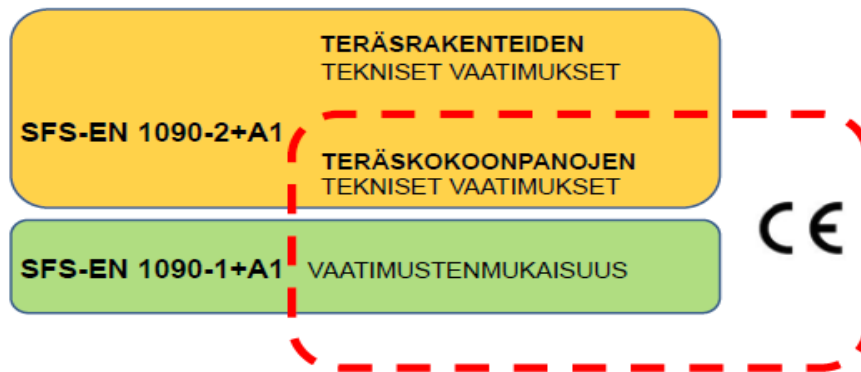 TERÄSRAKENTEIDEN
TEKNISET VAATIMUKSET
SFS-EN 1090-2+A1
TERÄSKOKOONPANOJEN
TEKNISET VAATIMUKSET
CE
SFS-EN 1090-1+A1 VAATIMUSTENMUKAISUUS